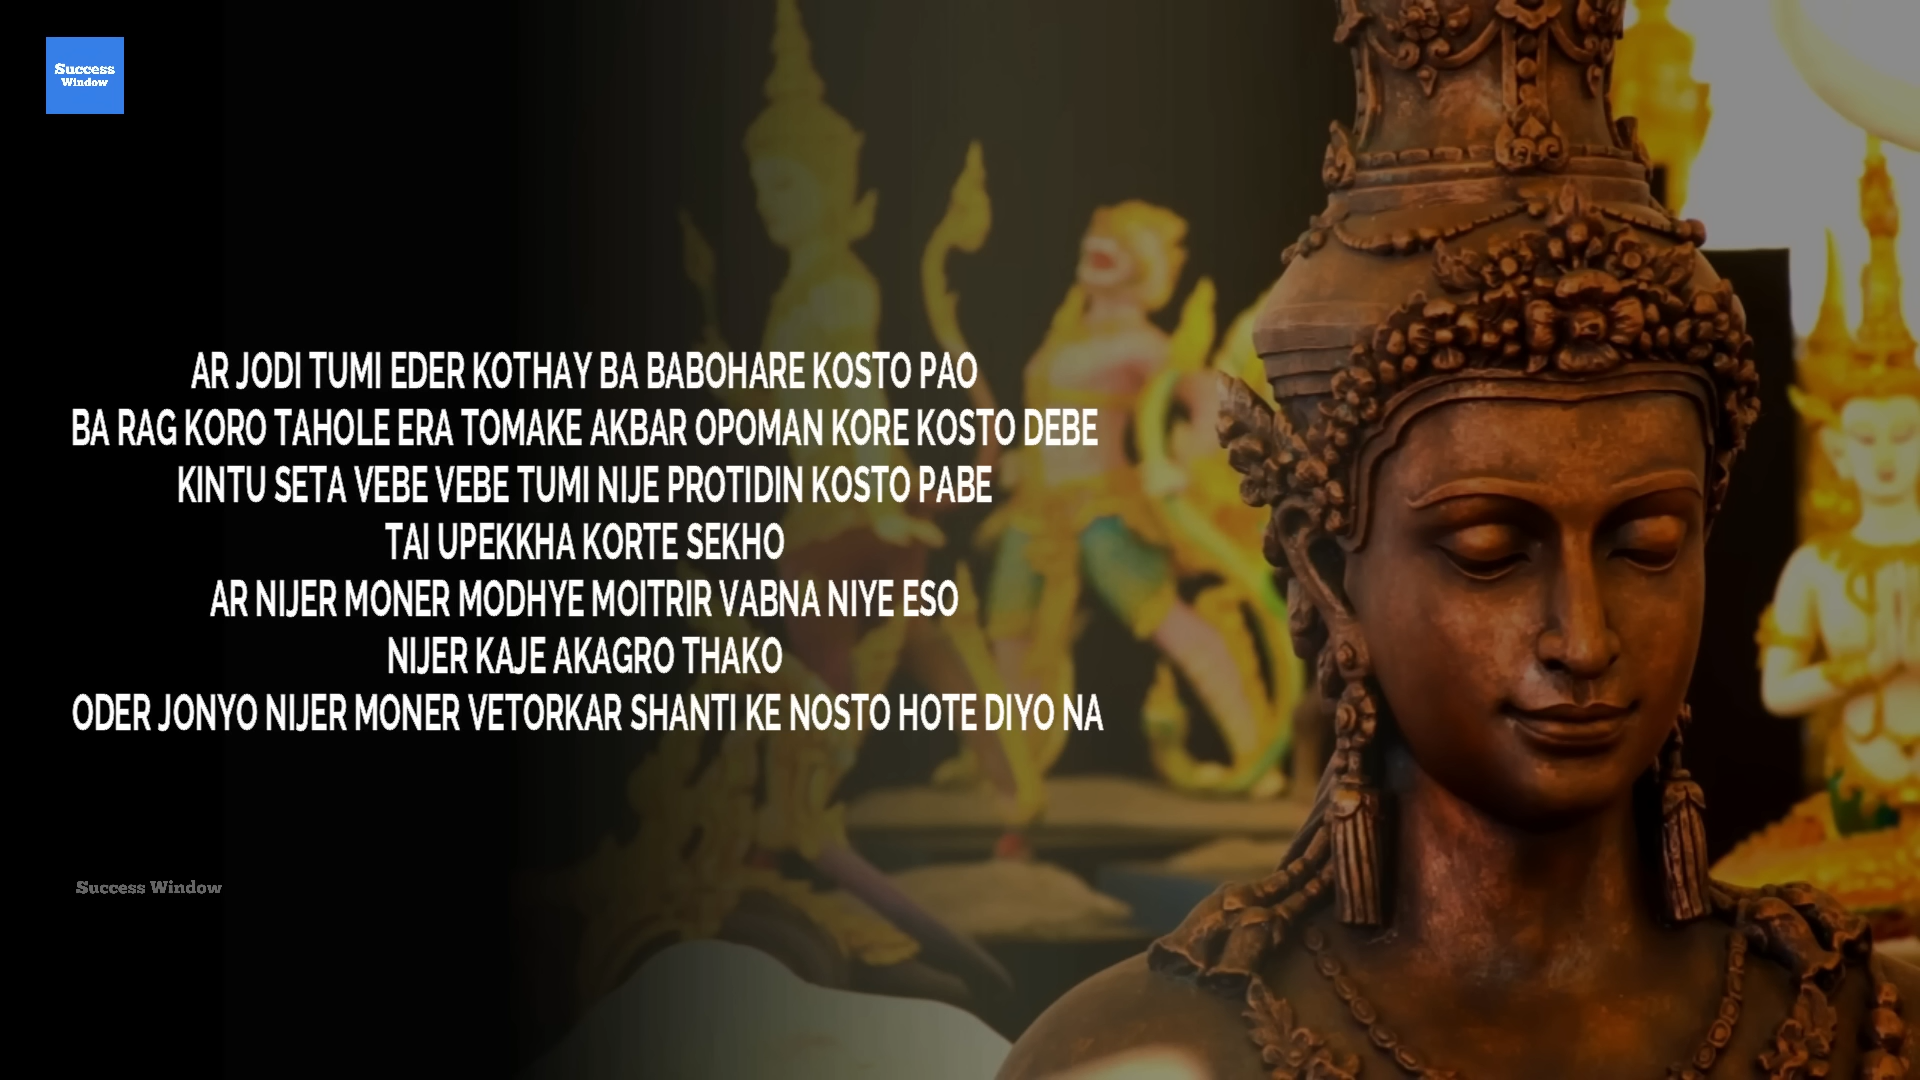 Success
Window
AR JODI TUMI EDER KOTHAY BA BABOHARE KOSTO PAO
BA RAG KORO TAHOLE ERA TOMAKE AKBAR OPOMAN KORE KOSTO DEBE
KINTU SETA VEBE VEBE TUMI NIJE PROTIDIN KOSTO PABE
TAI UPEKKHA KORTE SEKHO
AR NIJER MONER MODHYE MOITRIR VABNA NIYE ESO
NIJER KAJE AKAGRO THAKO
ODER JONYO NIJER MONER VETORKAR SHANTI KE NOSTO HOTE DIYO NA
Success Window